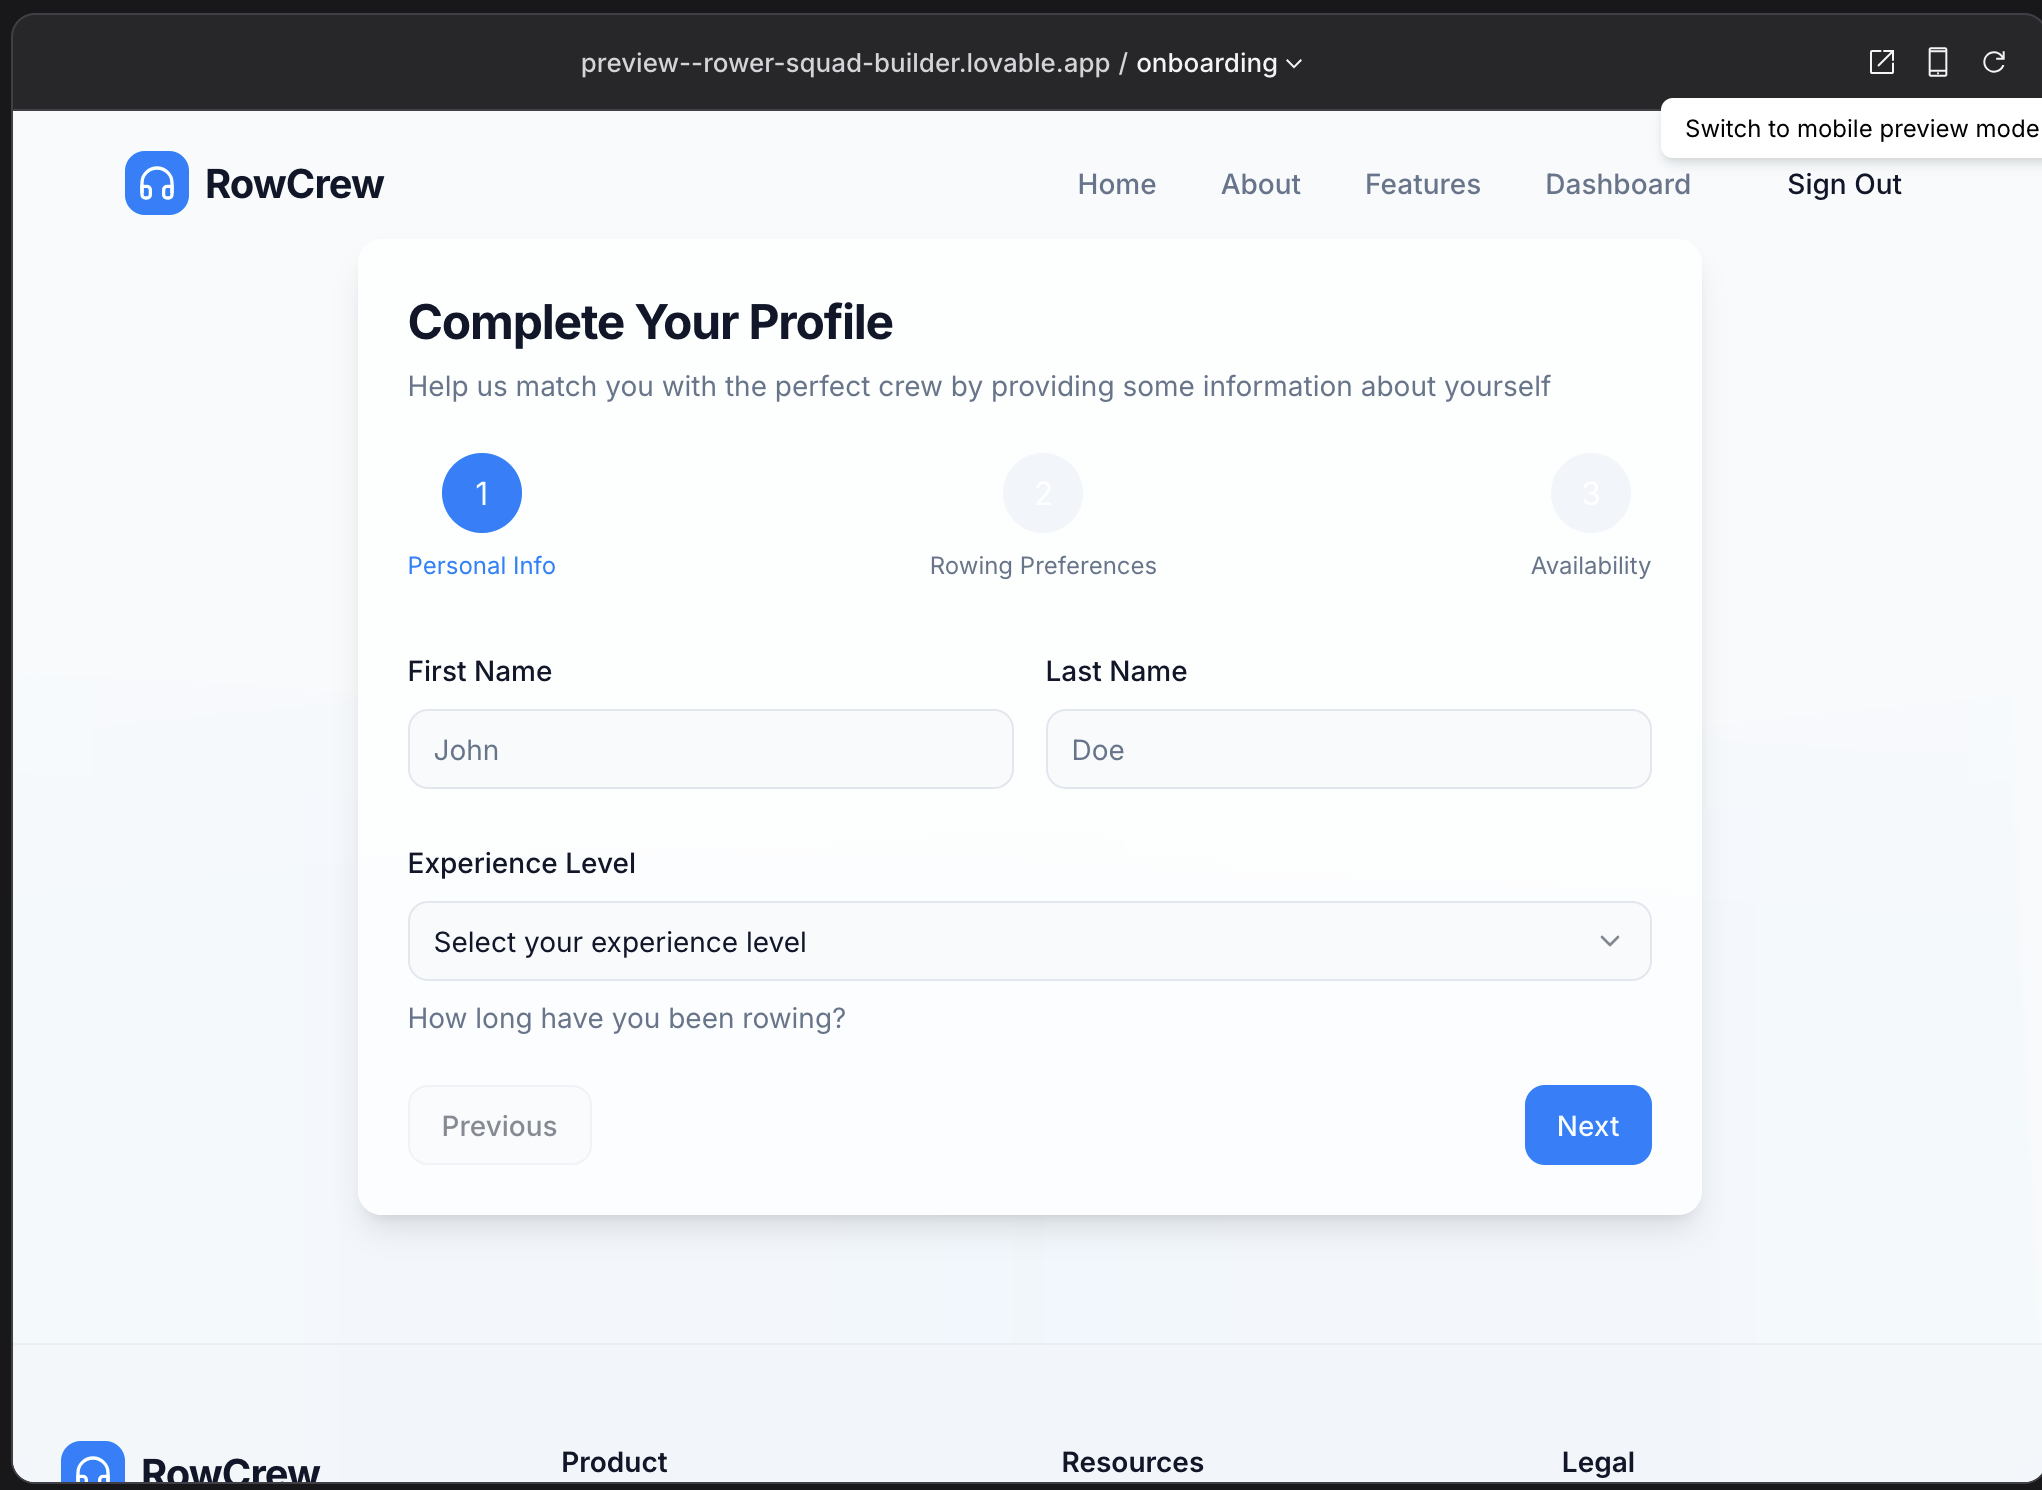 preview--rower-squad-builder.lovable.app / onboarding
Switch to mobile preview mode
RowCrew
Home About Features Dashboard Sign Out
Complete Your Profile
Help us match you with the perfect crew by providing some information about yourself
1 2 3
Personal Info Rowing Preferences Availability
First Name Last Name
John Doe
Experience Level
Select your experience level
How long have you been rowing?
Previous Next
RowCrew Product Resources Legal